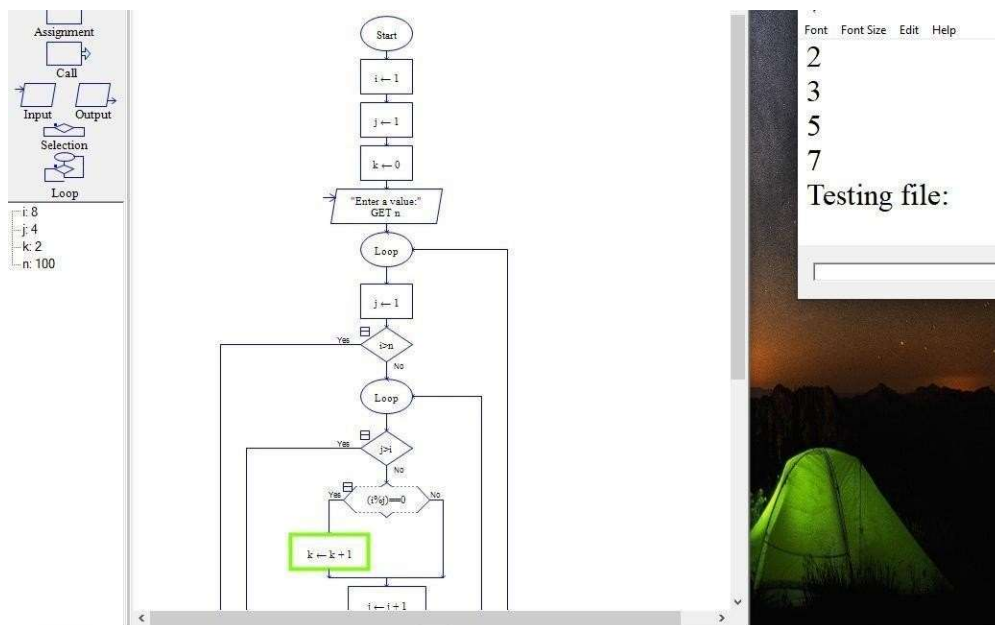 Assignment
Call
Input Output
Selection
Loop
i: 8
j: 4
k: 2
n: 100
Start
i ← 1
j ← 1
k ← 0
"Enter a value:"
GET n
Loop
j ← 1
Yes i>n
No
Loop
Yes j>i
No
Yes (i%j)==0 No
k ← k + 1
j ← j + 1
Font Font Size Edit Help
2
3
5
7
Testing file: